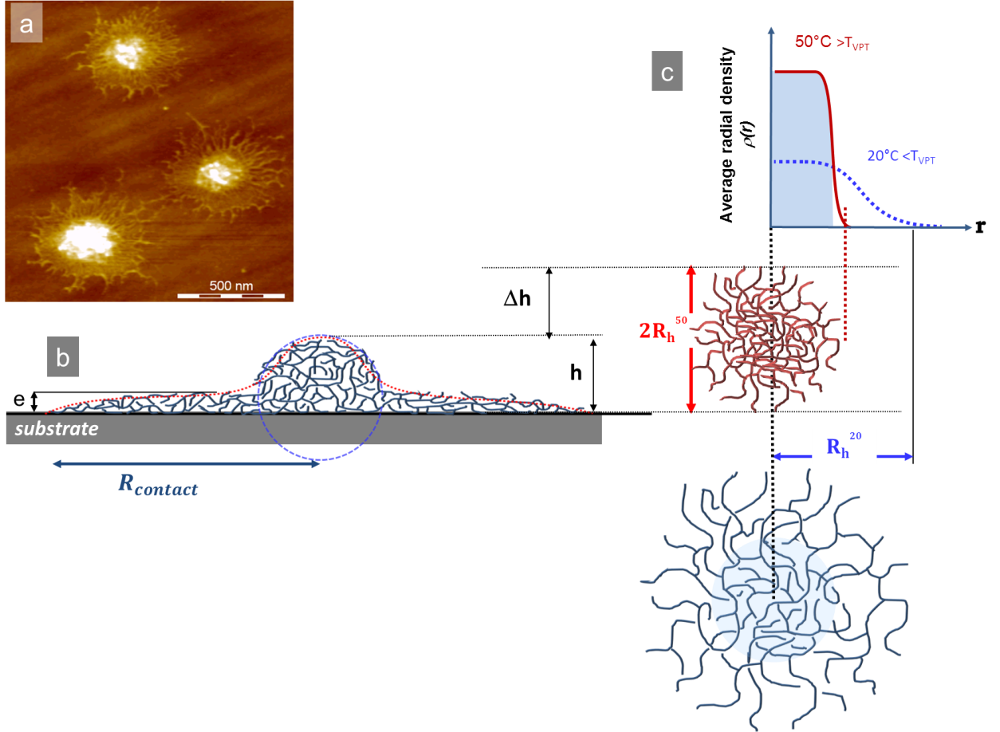 a
500 nm
b
e
substrate
R_contact
Δh
h
c
Average radial density
ρ(r)
50°C >T_VPT
20°C <T_VPT
r
2R_h^50
R_h^20